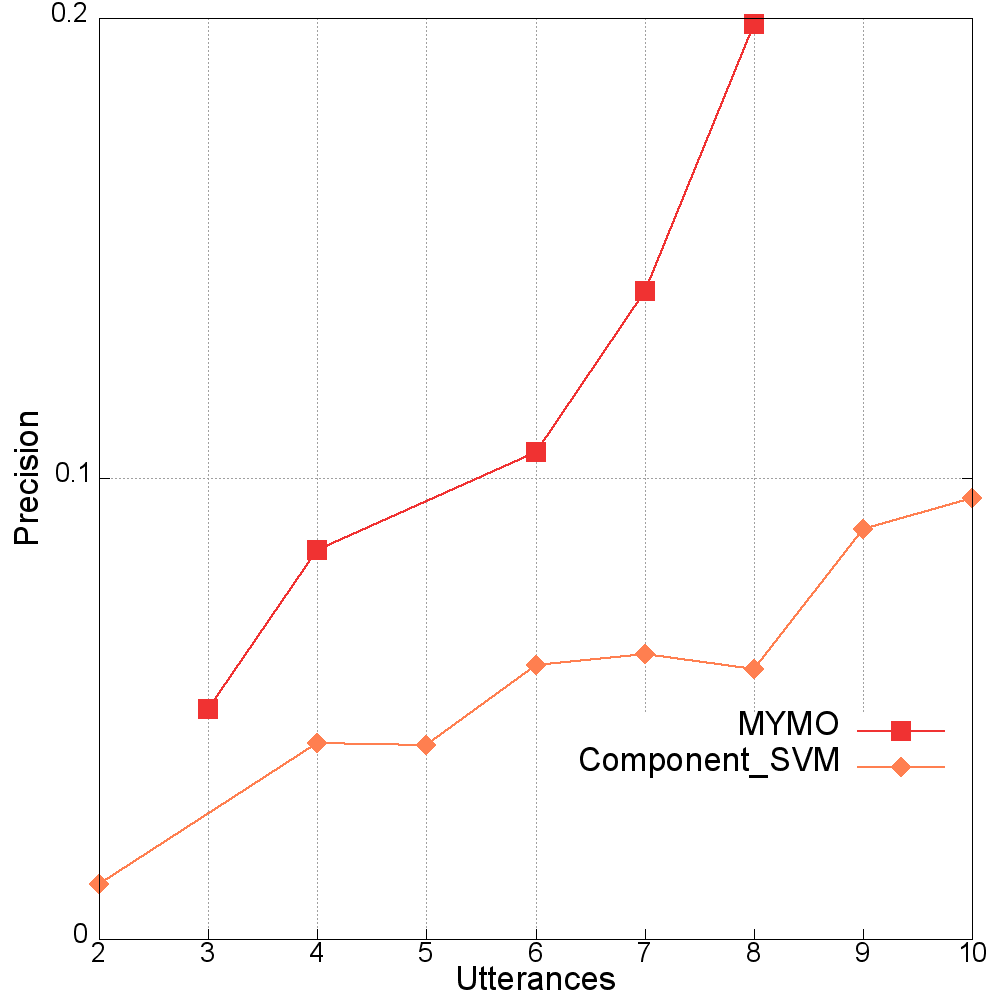 0.2
0.1
0
Precision
2 3 4 5 6 7 8 9 10
Utterances
MYMO
Component_SVM